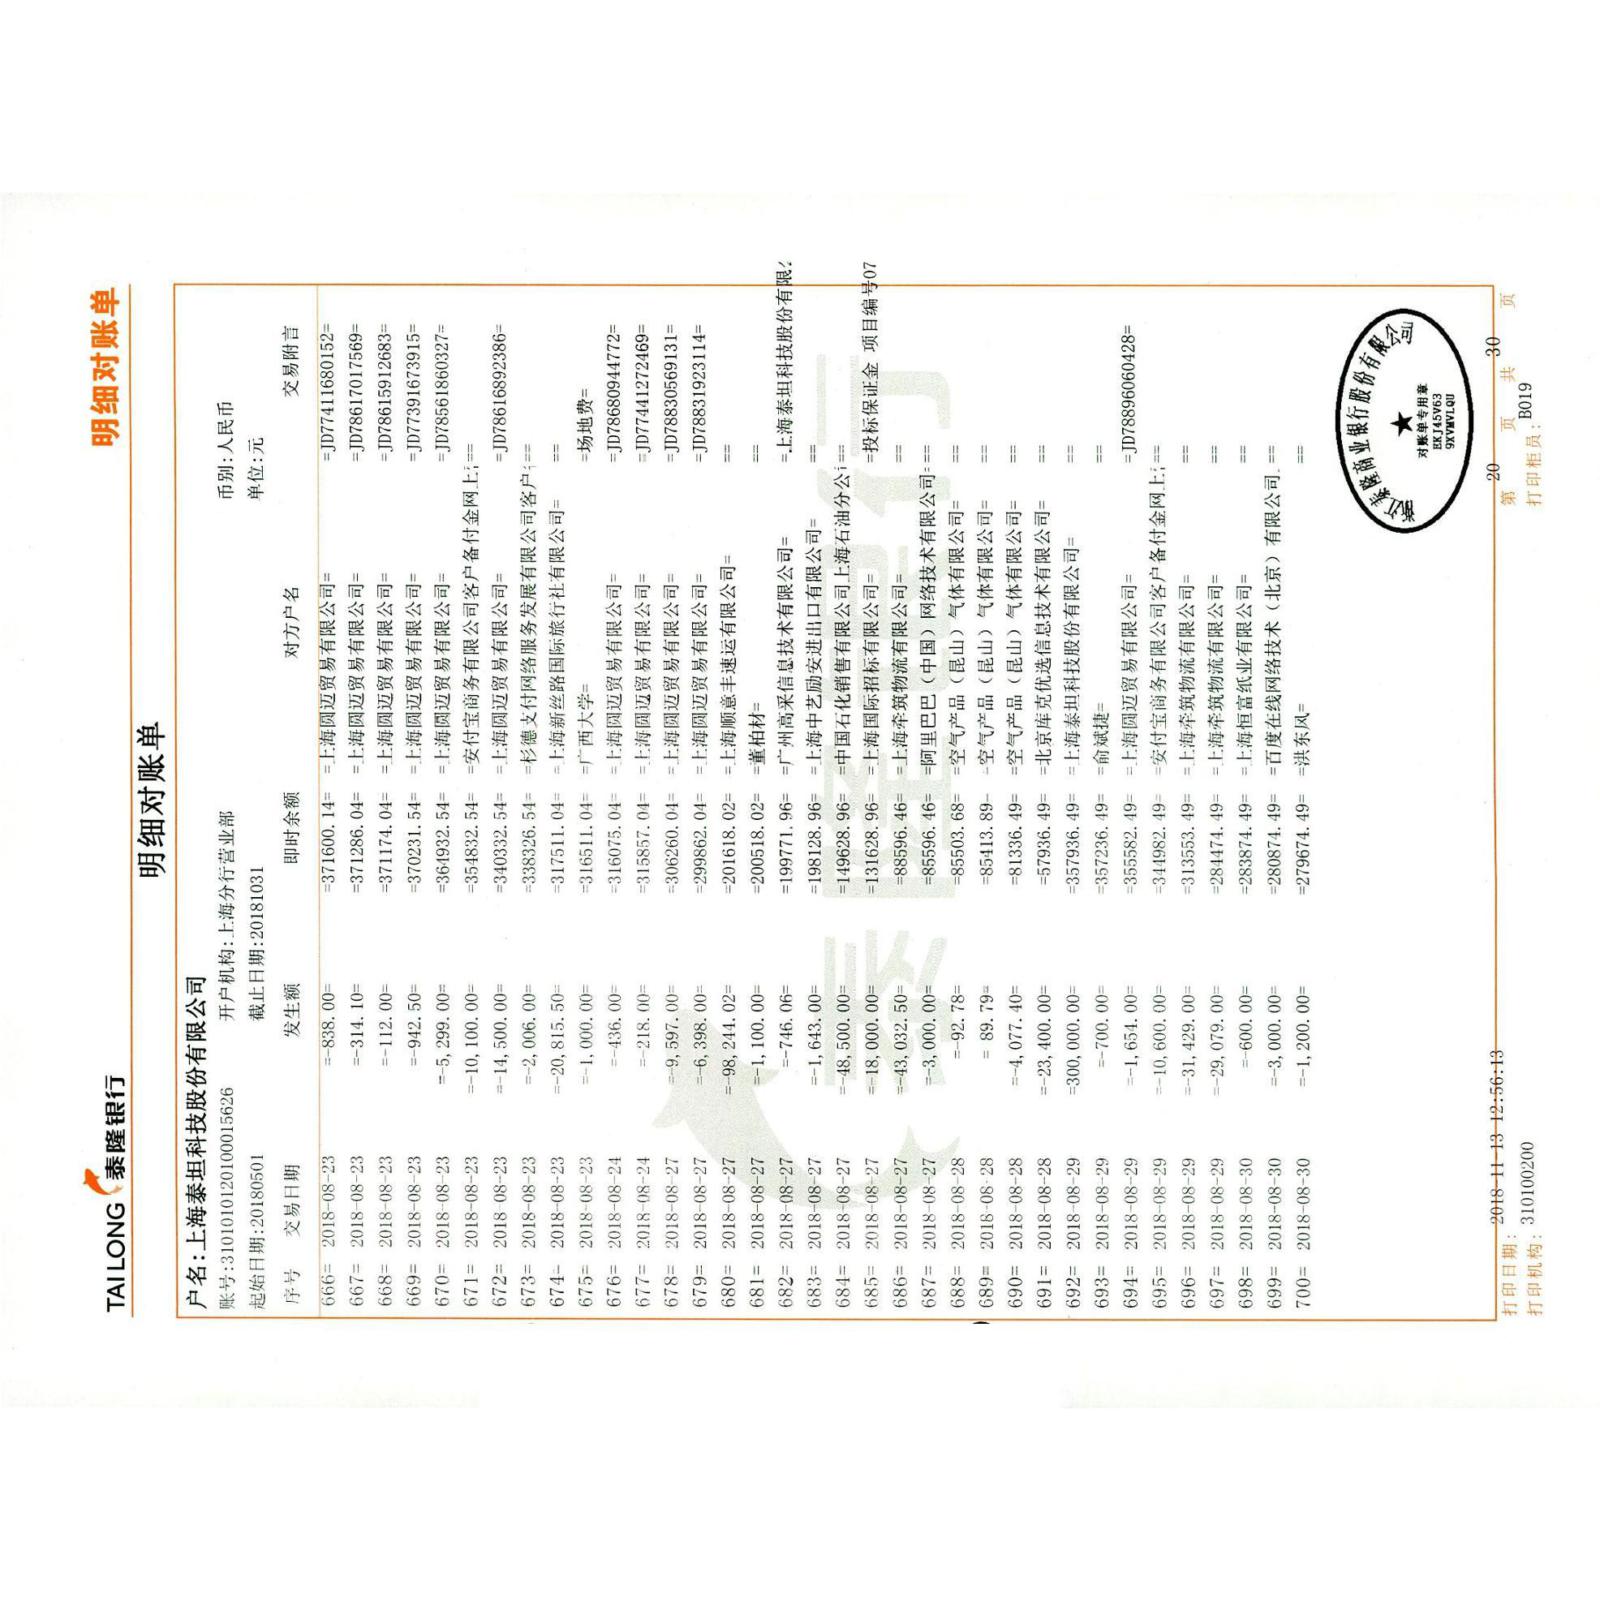 TAILONG 泰隆银行
明细对账单
明细对账单
户名:上海泰坦科技股份有限公司
账号:31010101201000015626 开户机构:上海分行营业部 币别:人民币
起始日期:20180501 截止日期:20181031 单位:元
序号 交易日期 发生额 即时余额 对方户名 交易附言
666= 2018-08-23 =-838.00= =371600.14= =上海圆迈贸易有限公司= =JD77411680152=
667= 2018-08-23 =-314.10= =371286.04= =上海圆迈贸易有限公司= =JD78617017569=
668= 2018-08-23 =-112.00= =371174.04= =上海圆迈贸易有限公司= =JD78615912683=
669= 2018-08-23 =-942.50= =370231.54= =上海圆迈贸易有限公司= =JD77391673915=
670= 2018-08-23 =-5,299.00= =364932.54= =上海圆迈贸易有限公司= =JD78561860327=
671= 2018-08-23 =-10,100.00= =354832.54= =安付宝商务有限公司客户备付金网上==
672= 2018-08-23 =-14,500.00= =340332.54= =上海圆迈贸易有限公司= =JD78616892386=
673= 2018-08-23 =-2,006.00= =338326.54= =杉德支付网络服务发展有限公司客户==
674= 2018-08-23 =-20,815.50= =317511.04= =上海新丝路国际旅行社有限公司= ==
675= 2018-08-23 =-1,000.00= =316511.04= =广西大学= =场地费=
676= 2018-08-24 =-436.00= =316075.04= =上海圆迈贸易有限公司= =JD78680944772=
677= 2018-08-24 =-218.00= =315857.04= =上海圆迈贸易有限公司= =JD77441272469=
678= 2018-08-27 =-9,597.00= =306260.04= =上海圆迈贸易有限公司= =JD78830569131=
679= 2018-08-27 =-6,398.00= =299862.04= =上海圆迈贸易有限公司= =JD78831923114=
680= 2018-08-27 =-98,244.02= =201618.02= =上海顺意丰速运有限公司= ==
681= 2018-08-27 =-1,100.00= =200518.02= =董柏材= ==
682= 2018-08-27 =-746.06= =199771.96= =广州高采信息技术有限公司= =上海泰坦科技股份有限
683= 2018-08-27 =-1,643.00= =198128.96= =上海中艺励安进出口有限公司= ==
684= 2018-08-27 =-48,500.00= =149628.96= =中国石化销售有限公司上海石油分公==
685= 2018-08-27 =-18,000.00= =131628.96= =上海国际招标有限公司= =投标保证金 项目编号07
686= 2018-08-27 =-43,032.50= =88596.46= =上海牵筑物流有限公司= ==
687= 2018-08-27 =-3,000.00= =85596.46= =阿里巴巴（中国）网络技术有限公司===
688= 2018-08-28 =-92.78= =85503.68= =空气产品（昆山）气体有限公司= ==
689= 2018-08-28 =-89.79= =85413.89= =空气产品（昆山）气体有限公司= ==
690= 2018-08-28 =-4,077.40= =81336.49= =空气产品（昆山）气体有限公司= ==
691= 2018-08-28 =-23,400.00= =57936.49= =北京库克优选信息技术有限公司= ==
692= 2018-08-29 =300,000.00= =357936.49= =上海泰坦科技股份有限公司= ==
693= 2018-08-29 =-700.00= =357236.49= =俞斌捷= ==
694= 2018-08-29 =-1,654.00= =355582.49= =上海圆迈贸易有限公司= =JD78896060428=
695= 2018-08-29 =-10,600.00= =344982.49= =安付宝商务有限公司客户备付金网上==
696= 2018-08-29 =-31,429.00= =313553.49= =上海牵筑物流有限公司= ==
697= 2018-08-29 =-29,079.00= =284474.49= =上海牵筑物流有限公司= ==
698= 2018-08-30 =-600.00= =283874.49= =上海恒富纸业有限公司= ==
699= 2018-08-30 =-3,000.00= =280874.49= =百度在线网络技术（北京）有限公司==
700= 2018-08-30 =-1,200.00= =279674.49= =洪东风= ==
浙江泰隆商业银行股份有限公司
对账单专用章
EKJ45V63
9XVMVLQU
打印日期: 2018-11-13 12:56:13 第 20 页 共 30 页
打印机构: 310100200 打印柜员: B019